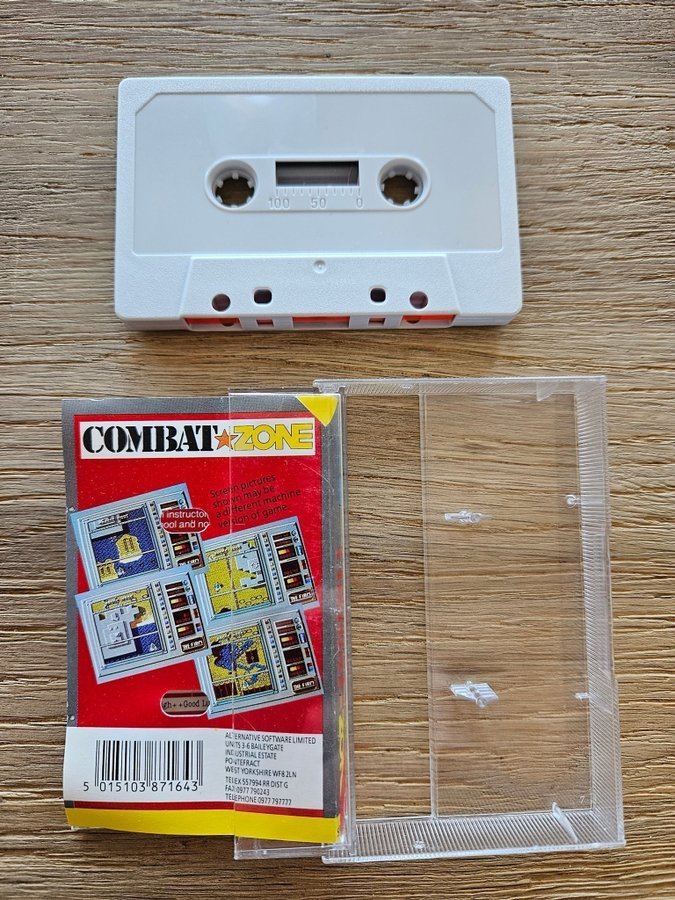 100 50 0
COMBAT★ZONE
Screen pictures
shown may be
a different machine
version of game.
instructor
ool and no
gh++Good Lu
ALTERNATIVE SOFTWARE LIMITED
UNITS 3-6 BAILEYGATE
INDUSTRIAL ESTATE
PONTEFRACT
WEST YORKSHIRE WF8 2LN
TELEX 557994 RR DIST G
FAX 0977 790243
TELEPHONE 0977 797777
5 015103 871643